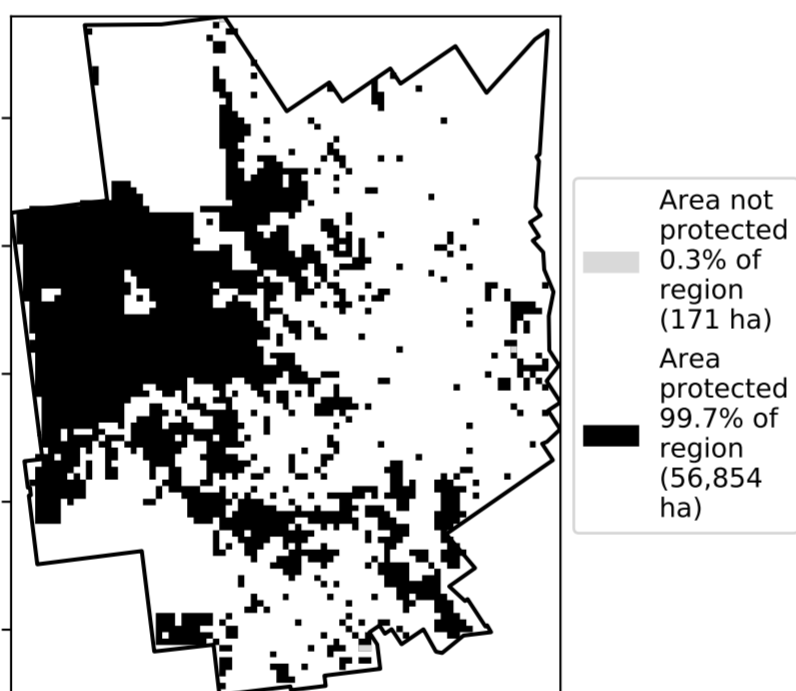 Area not
protected
0.3% of
region
(171 ha)
Area
protected
99.7% of
region
(56,854
ha)